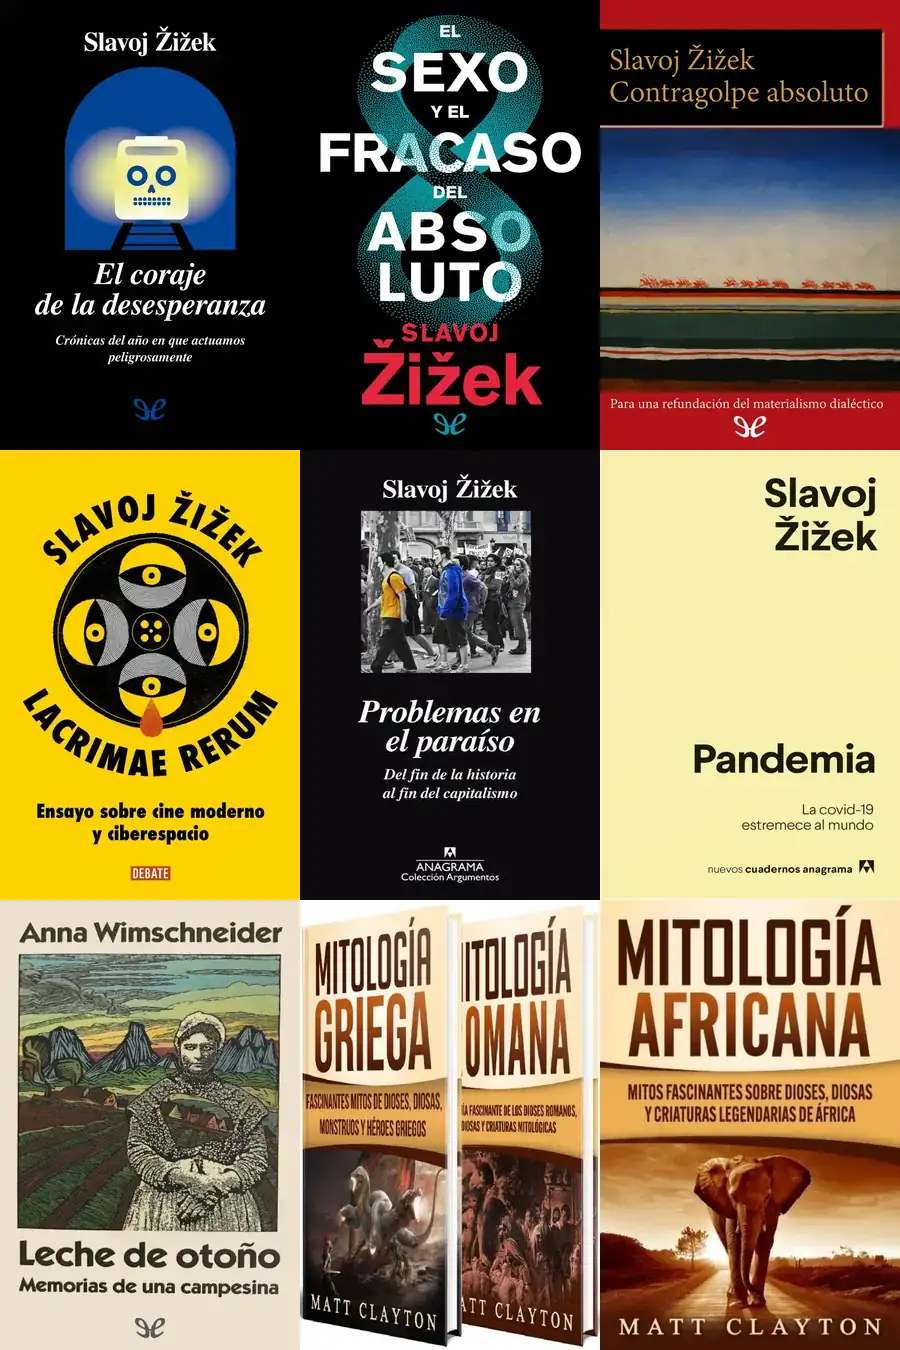 Slavoj Žižek
El coraje
de la desesperanza
Crónicas del año en que actuamos
peligrosamente
EL
SEXO
Y EL
FRACASO
DEL
ABSO
LUTO
SLAVOJ
Žižek
Slavoj Žižek
Contragolpe absoluto
Para una refundación del materialismo dialéctico
SLAVOJ ŽIŽEK
LACRIMAE RERUM
Ensayo sobre cine moderno
y ciberespacio
DEBATE
Slavoj Žižek
Problemas en
el paraíso
Del fin de la historia
al fin del capitalismo
ANAGRAMA
Colección Argumentos
Slavoj
Žižek
Pandemia
La covid-19
estremece al mundo
nuevos cuadernos anagrama
Anna Wimschneider
Leche de otoño
Memorias de una campesina
MITOLOGÍA
GRIEGA
FASCINANTES MITOS DE DIOSES, DIOSAS,
MONSTRUOS Y HÉROES GRIEGOS
MATT CLAYTON
ITOLOGÍA
OMANA
ÍA FASCINANTE DE LOS DIOSES ROMANOS,
DIOSAS Y CRIATURAS MITOLÓGICAS
ATT CLAYTON
MITOLOGÍA
AFRICANA
MITOS FASCINANTES SOBRE DIOSES, DIOSAS
Y CRIATURAS LEGENDARIAS DE ÁFRICA
MATT CLAYTON